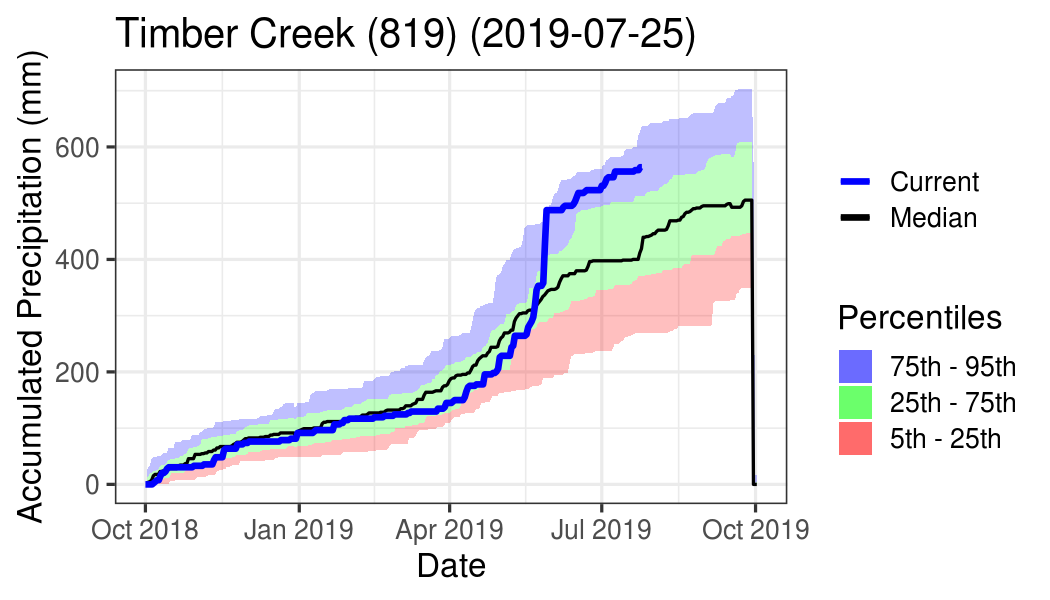 Timber Creek (819) (2019-07-25)
Accumulated Precipitation (mm)
600
400
200
0
Oct 2018
Jan 2019
Apr 2019
Jul 2019
Oct 2019
Date
Current
Median
Percentiles
75th - 95th
25th - 75th
5th - 25th